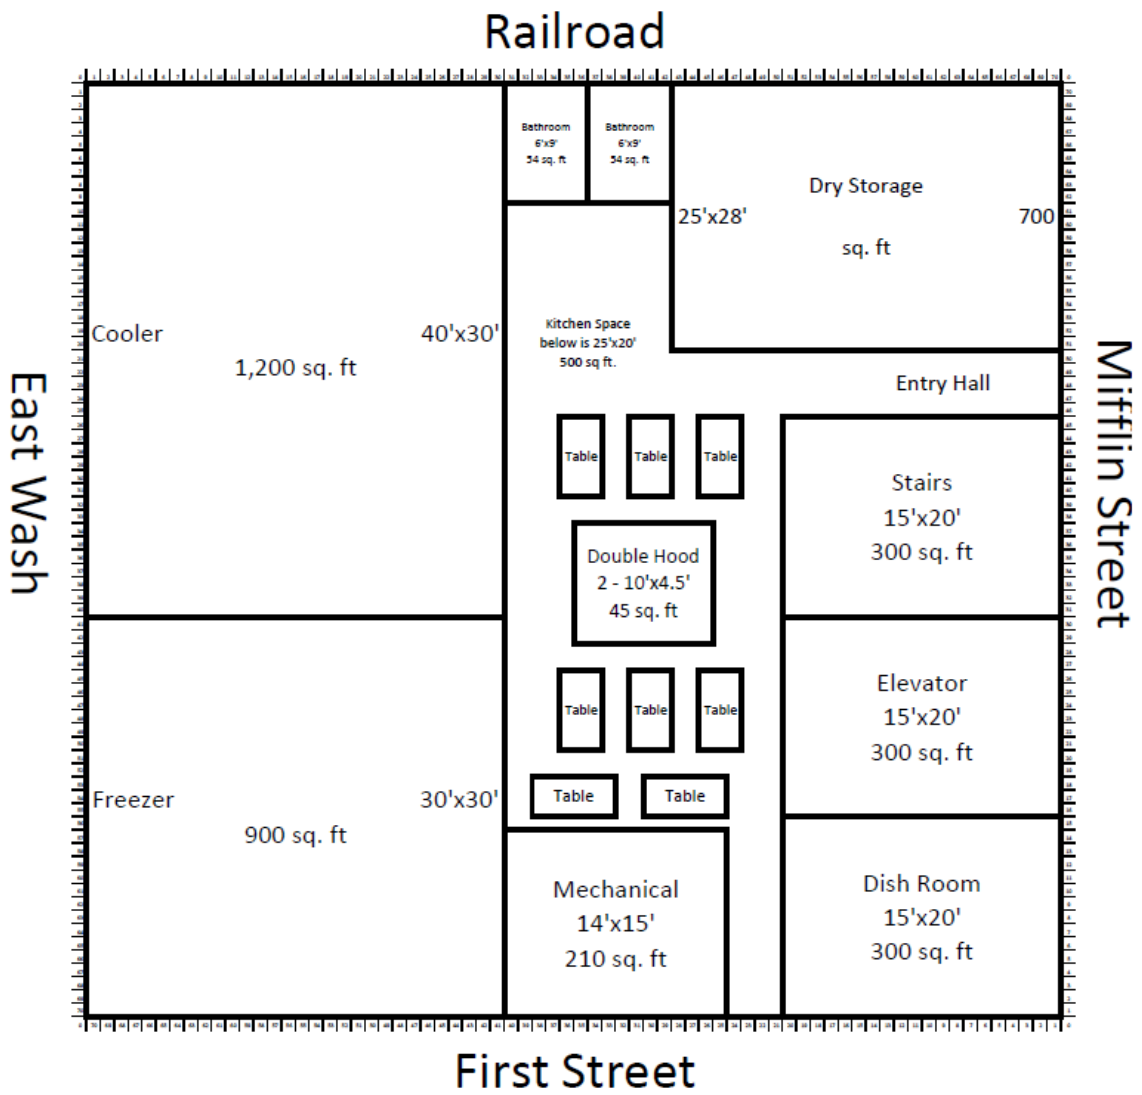 Railroad
Bathroom
6'x9'
54 sq. ft
Bathroom
6'x9'
54 sq. ft
Dry Storage
25'x28' 700
sq. ft
Kitchen Space
below is 25'x20'
500 sq ft.
Cooler 40'x30'
1,200 sq. ft
Entry Hall
East Wash
Mifflin Street
Table Table Table
Stairs
15'x20'
300 sq. ft
Double Hood
2 - 10'x4.5'
45 sq. ft
Table Table Table
Elevator
15'x20'
300 sq. ft
Table Table
Freezer 30'x30'
900 sq. ft
Mechanical
14'x15'
210 sq. ft
Dish Room
15'x20'
300 sq. ft
First Street